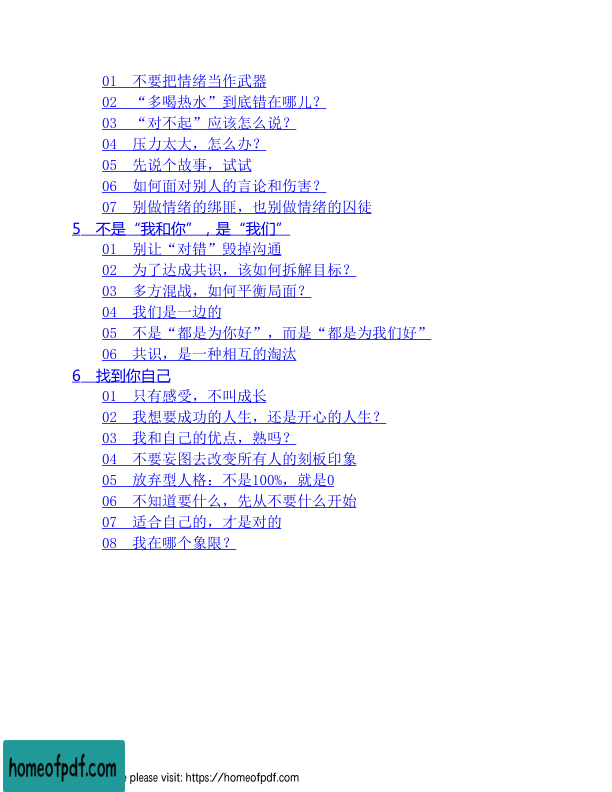 01 不要把情绪当作武器
02 “多喝热水”到底错在哪儿？
03 “对不起”应该怎么说？
04 压力太大，怎么办？
05 先说个故事，试试
06 如何面对别人的言论和伤害？
07 别做情绪的绑匪，也别做情绪的囚徒
5 不是“我和你”，是“我们”
01 别让“对错”毁掉沟通
02 为了达成共识，该如何拆解目标？
03 多方混战，如何平衡局面？
04 我们是一边的
05 不是“都是为你好”，而是“都是为我们好”
06 共识，是一种相互的淘汰
6 找到你自己
01 只有感受，不叫成长
02 我想要成功的人生，还是开心的人生？
03 我和自己的优点，熟吗？
04 不要妄图去改变所有人的刻板印象
05 放弃型人格：不是100%，就是0
06 不知道要什么，先从不要什么开始
07 适合自己的，才是对的
08 我在哪个象限？
homeofpdf.com
e please visit: https://homeofpdf.com